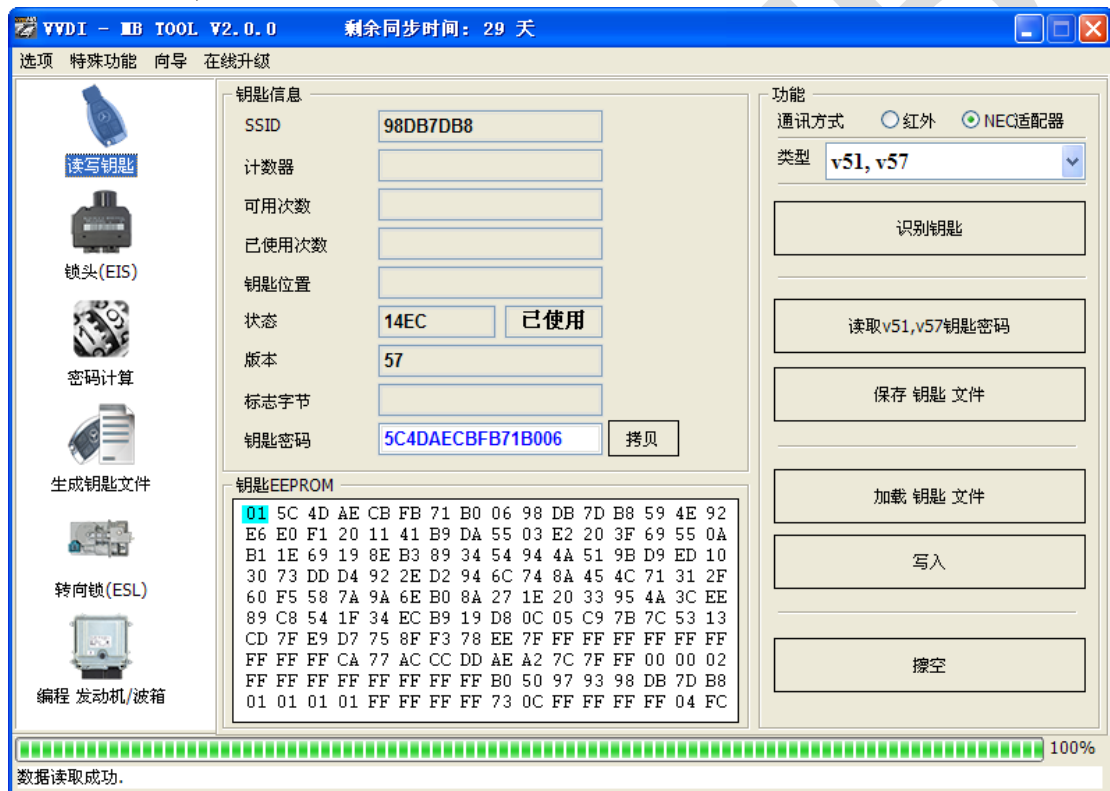 VVDI - MB TOOL V2.0.0 剩余同步时间: 29 天
选项 特殊功能 向导 在线升级
读写钥匙
锁头(EIS)
密码计算
生成钥匙文件
转向锁(ESL)
编程 发动机/波箱
钥匙信息
SSID 98DB7DB8
计数器
可用次数
已使用次数
钥匙位置
状态 14EC 已使用
版本 57
标志字节
钥匙密码 5C4DAECBFB71B006 拷贝
钥匙EEPROM
01 5C 4D AE CB FB 71 B0 06 98 DB 7D B8 59 4E 92
E6 E0 F1 20 11 41 B9 DA 55 03 E2 20 3F 69 55 0A
B1 1E 69 19 8E B3 89 34 54 94 4A 51 9B D9 ED 10
30 73 DD D4 92 2E D2 94 6C 74 8A 45 4C 71 31 2F
60 F5 58 7A 9A 6E B0 8A 27 1E 20 33 95 4A 3C EE
89 C8 54 1F 34 EC B9 19 D8 0C 05 C9 7B 7C 53 13
CD 7F E9 D7 75 8F F3 78 EE 7F FF FF FF FF FF FF
FF FF FF CA 77 AC CC DD AE A2 7C 7F FF 00 00 02
FF FF FF FF FF FF FF FF B0 50 97 93 98 DB 7D B8
01 01 01 01 FF FF FF FF 73 0C FF FF FF FF 04 FC
功能
通讯方式 红外 NEC适配器
类型 v51, v57
识别钥匙
读取v51,v57钥匙密码
保存 钥匙 文件
加载 钥匙 文件
写入
擦空
100%
数据读取成功.